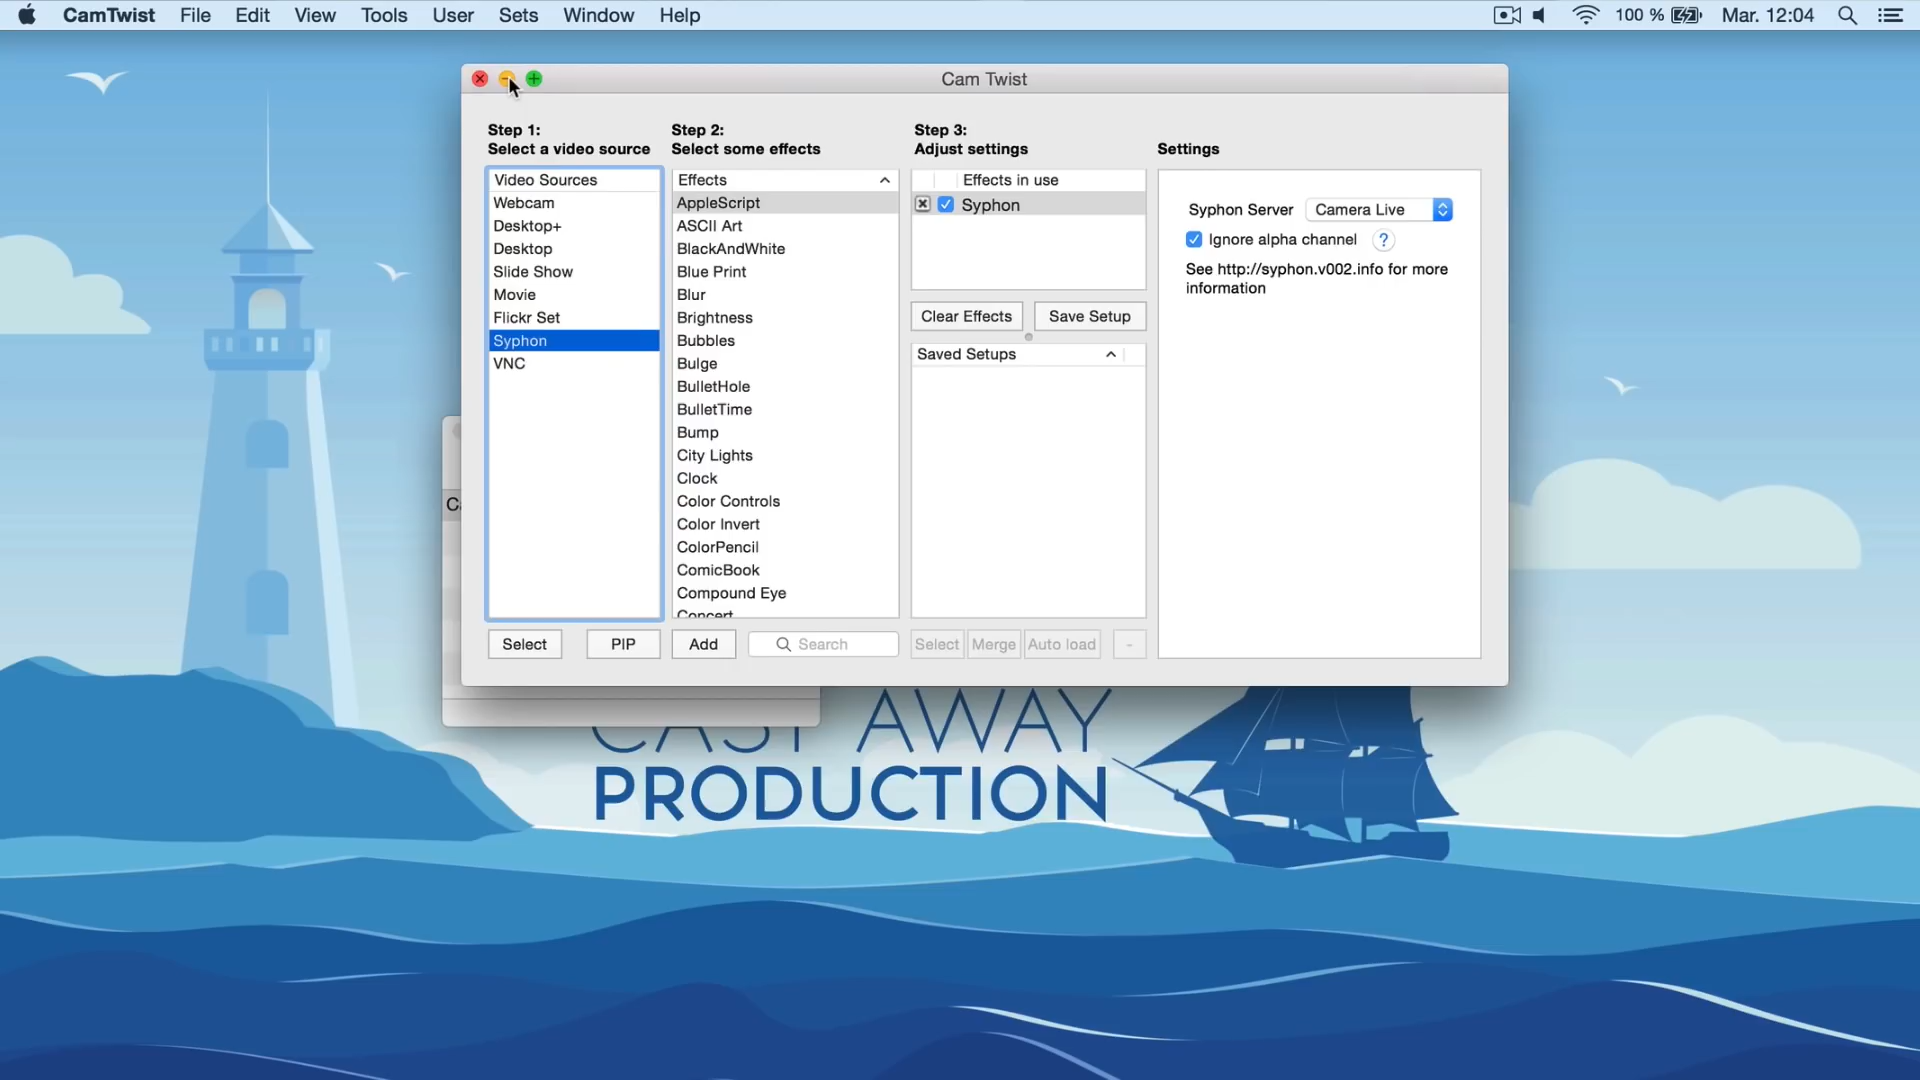 CamTwist File Edit View Tools User Sets Window Help 100 % Mar. 12:04
Cam Twist
Step 1:
Select a video source
Video Sources
Webcam
Desktop+
Desktop
Slide Show
Movie
Flickr Set
Syphon
VNC
Select PIP
Step 2:
Select some effects
Effects
AppleScript
ASCII Art
BlackAndWhite
Blue Print
Blur
Brightness
Bubbles
Bulge
BulletHole
BulletTime
Bump
City Lights
Clock
Color Controls
Color Invert
ColorPencil
ComicBook
Compound Eye
Concert
Add Search
Step 3:
Adjust settings
Effects in use
Syphon
Clear Effects Save Setup
Saved Setups
Select Merge Auto load -
Settings
Syphon Server Camera Live
Ignore alpha channel ?
See http://syphon.v002.info for more
information
CAST AWAY
PRODUCTION